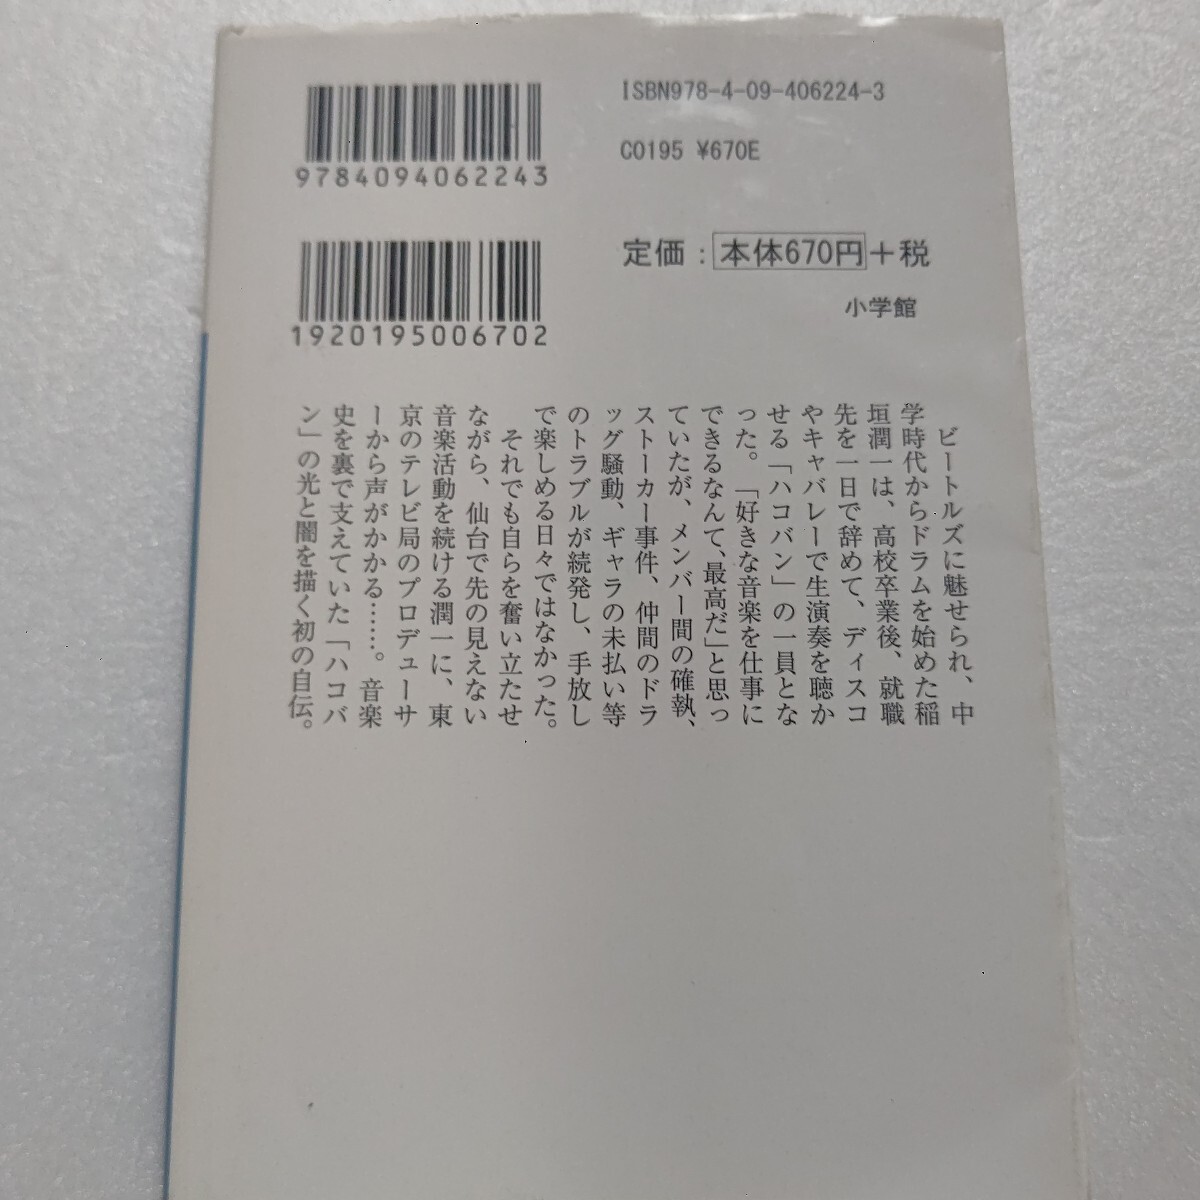 ISBN978-4-09-406224-3
C0195 ¥670E
9784094062243
定価：本体670円＋税
小学館
1920195006702
ビートルズに魅せられ、中
学時代からドラムを始めた稲
垣潤一は、高校卒業後、就職
先を一日で辞めて、ディスコ
やキャバレーで生演奏を聴か
せる「ハコバン」の一員とな
った。「好きな音楽を仕事に
できるなんて、最高だ」と思っ
ていたが、メンバー間の確執、
ストーカー事件、仲間のドラ
ッグ騒動、ギャラの未払い等
のトラブルが続発し、手放し
で楽しめる日々ではなかった。
それでも自らを奮い立たせ
ながら、仙台で先の見えない
音楽活動を続ける潤一に、東
京のテレビ局のプロデューサ
ーから声がかかる……。音楽
史を裏で支えていた「ハコバ
ン」の光と闇を描く初の自伝。